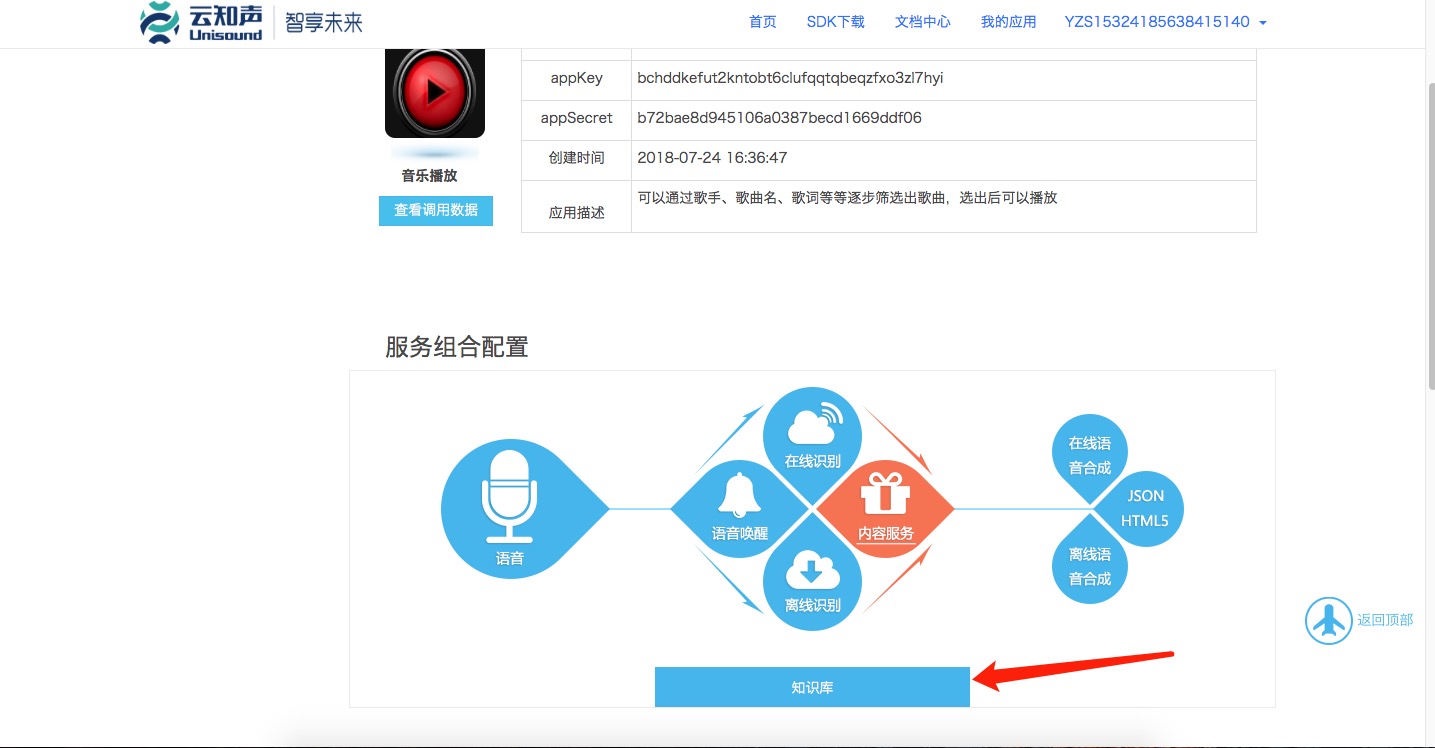 云知声
Unisound
智享未来
首页
SDK下载
文档中心
我的应用
YZS15324185638415140
appKey
bchddkefut2kntobt6clufqqtqbeqzfxo3zl7hyi
appSecret
b72bae8d945106a0387becd1669ddf06
创建时间
2018-07-24 16:36:47
应用描述
可以通过歌手、歌曲名、歌词等等逐步筛选出歌曲，选出后可以播放
音乐播放
查看调用数据
服务组合配置
语音
语音唤醒
在线识别
内容服务
离线识别
在线语
音合成
JSON
HTML5
离线语
音合成
返回顶部
知识库